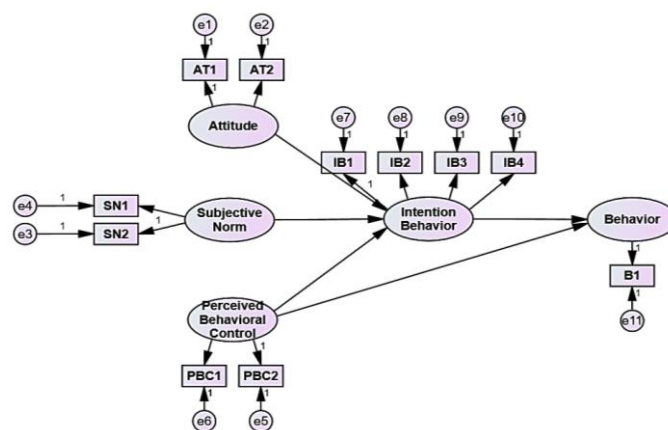 e1 e2
1 1
AT1 AT2
1
Attitude
e7 e8 e9 e10
1 1 1 1
IB1 IB2 IB3 IB4
1
e4 1 SN1
e3 1 SN2
1
Subjective
Norm
Intention
Behavior
Behavior
1
B1
1
e11
Perceived
Behavioral
Control
1
PBC1 PBC2
1 1
e6 e5